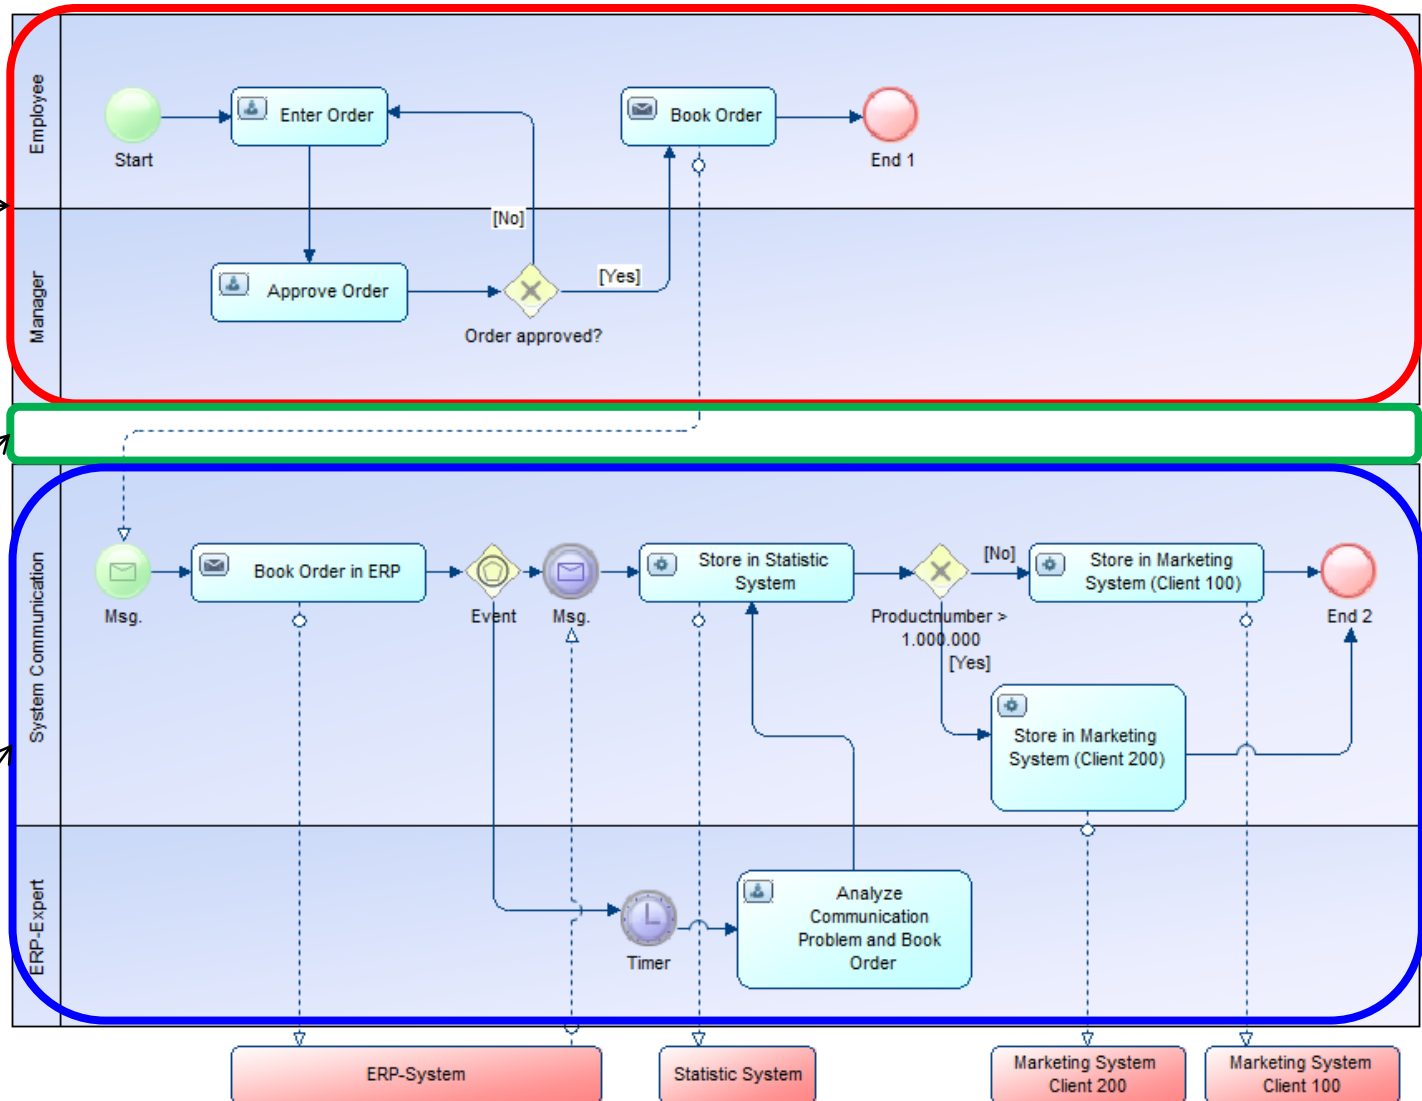 Employee
Enter Order
Book Order
Start
End 1
[No]
Manager
Approve Order
[Yes]
Order approved?
System Communication
Book Order in ERP
Store in Statistic
System
[No]
Store in Marketing
System (Client 100)
Msg.
Event
Msg.
Productnumber >
1.000.000
End 2
[Yes]
Store in Marketing
System (Client 200)
ERP-Expert
Analyze
Communication
Problem and Book
Order
Timer
ERP-System
Statistic System
Marketing System
Client 200
Marketing System
Client 100